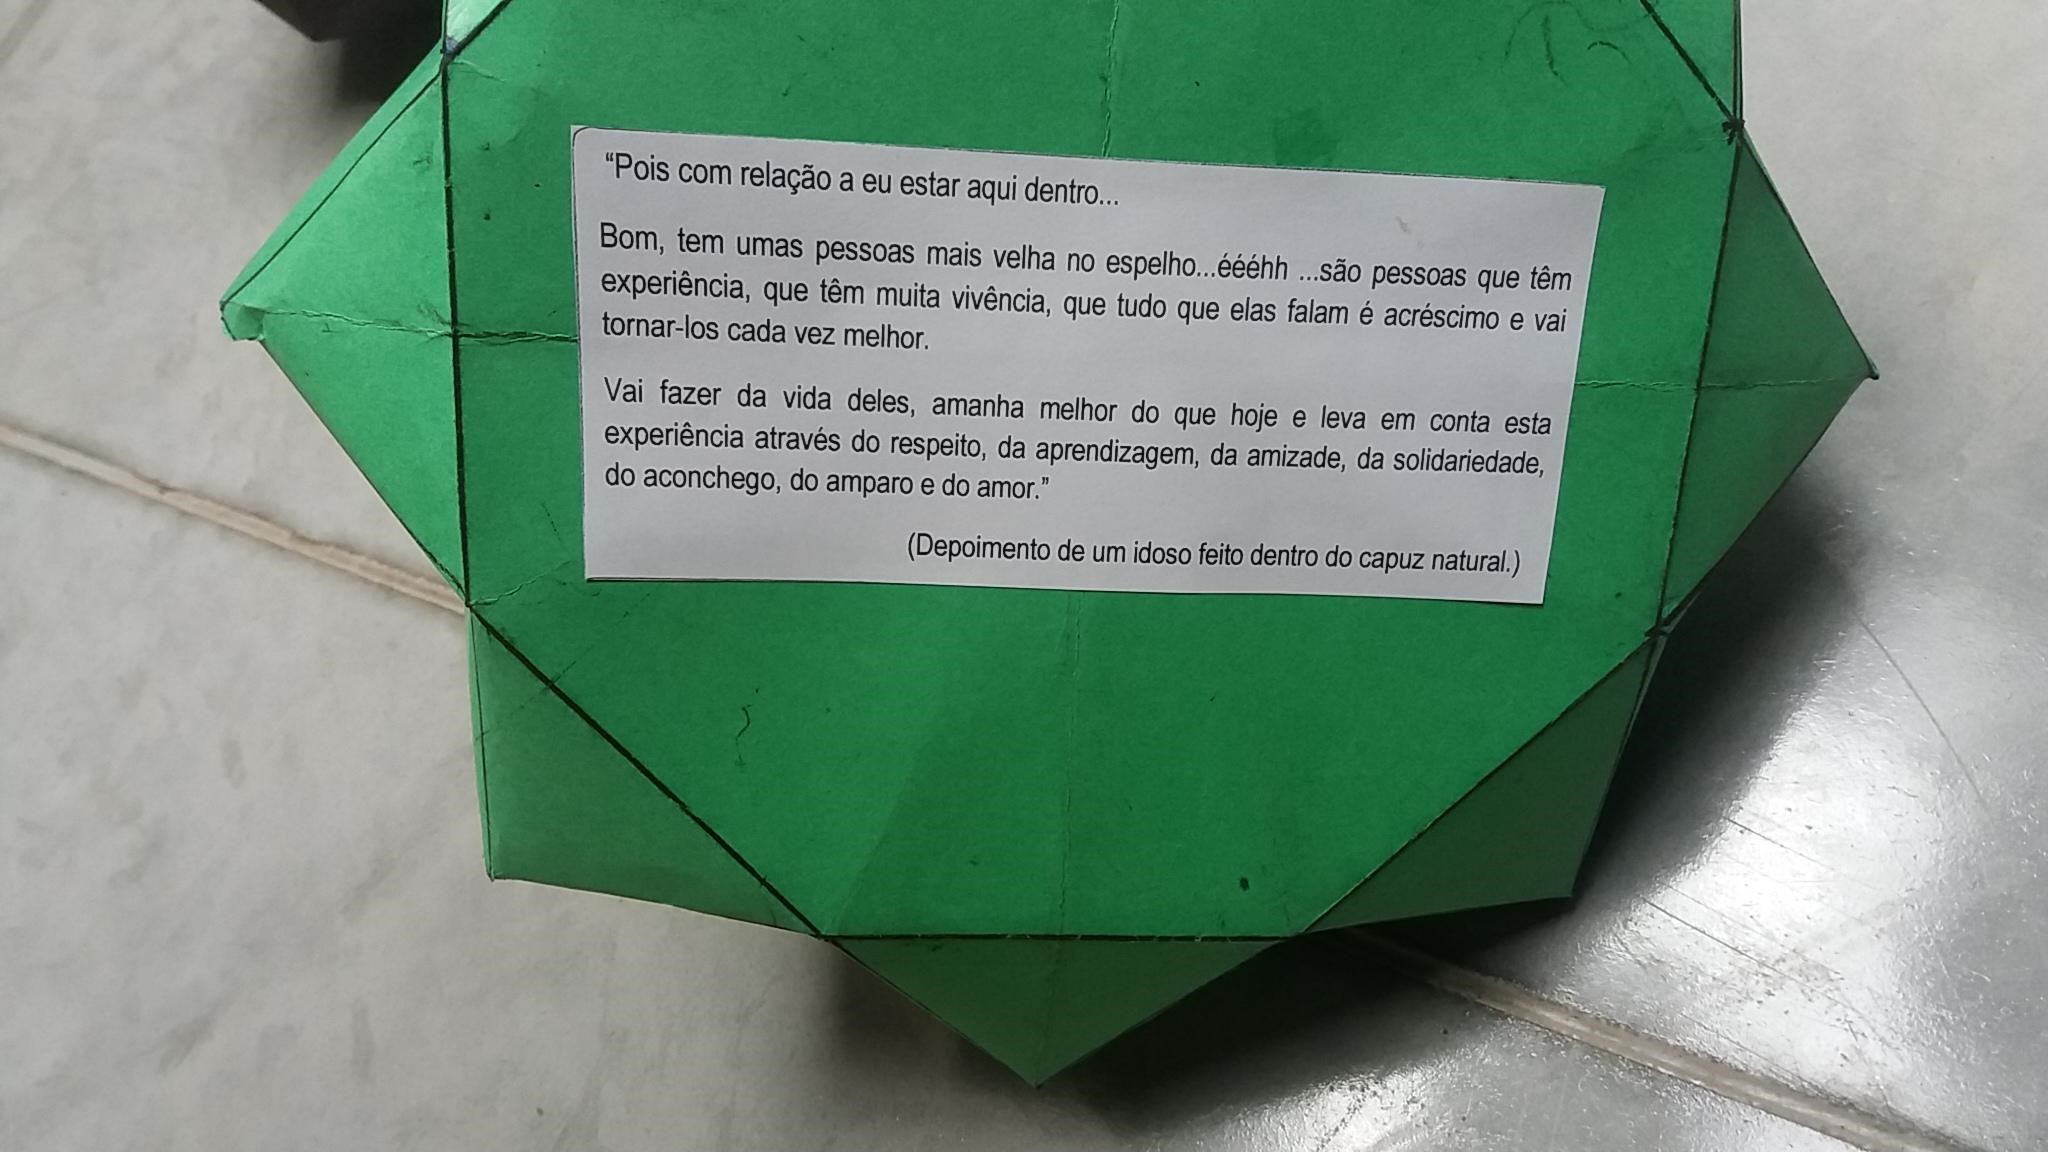 “Pois com relação a eu estar aqui dentro...
Bom, tem umas pessoas mais velha no espelho...éééhh ...são pessoas que têm
experiência, que têm muita vivência, que tudo que elas falam é acréscimo e vai
tornar-los cada vez melhor.
Vai fazer da vida deles, amanha melhor do que hoje e leva em conta esta
experiência através do respeito, da aprendizagem, da amizade, da solidariedade,
do aconchego, do amparo e do amor.”
(Depoimento de um idoso feito dentro do capuz natural.)